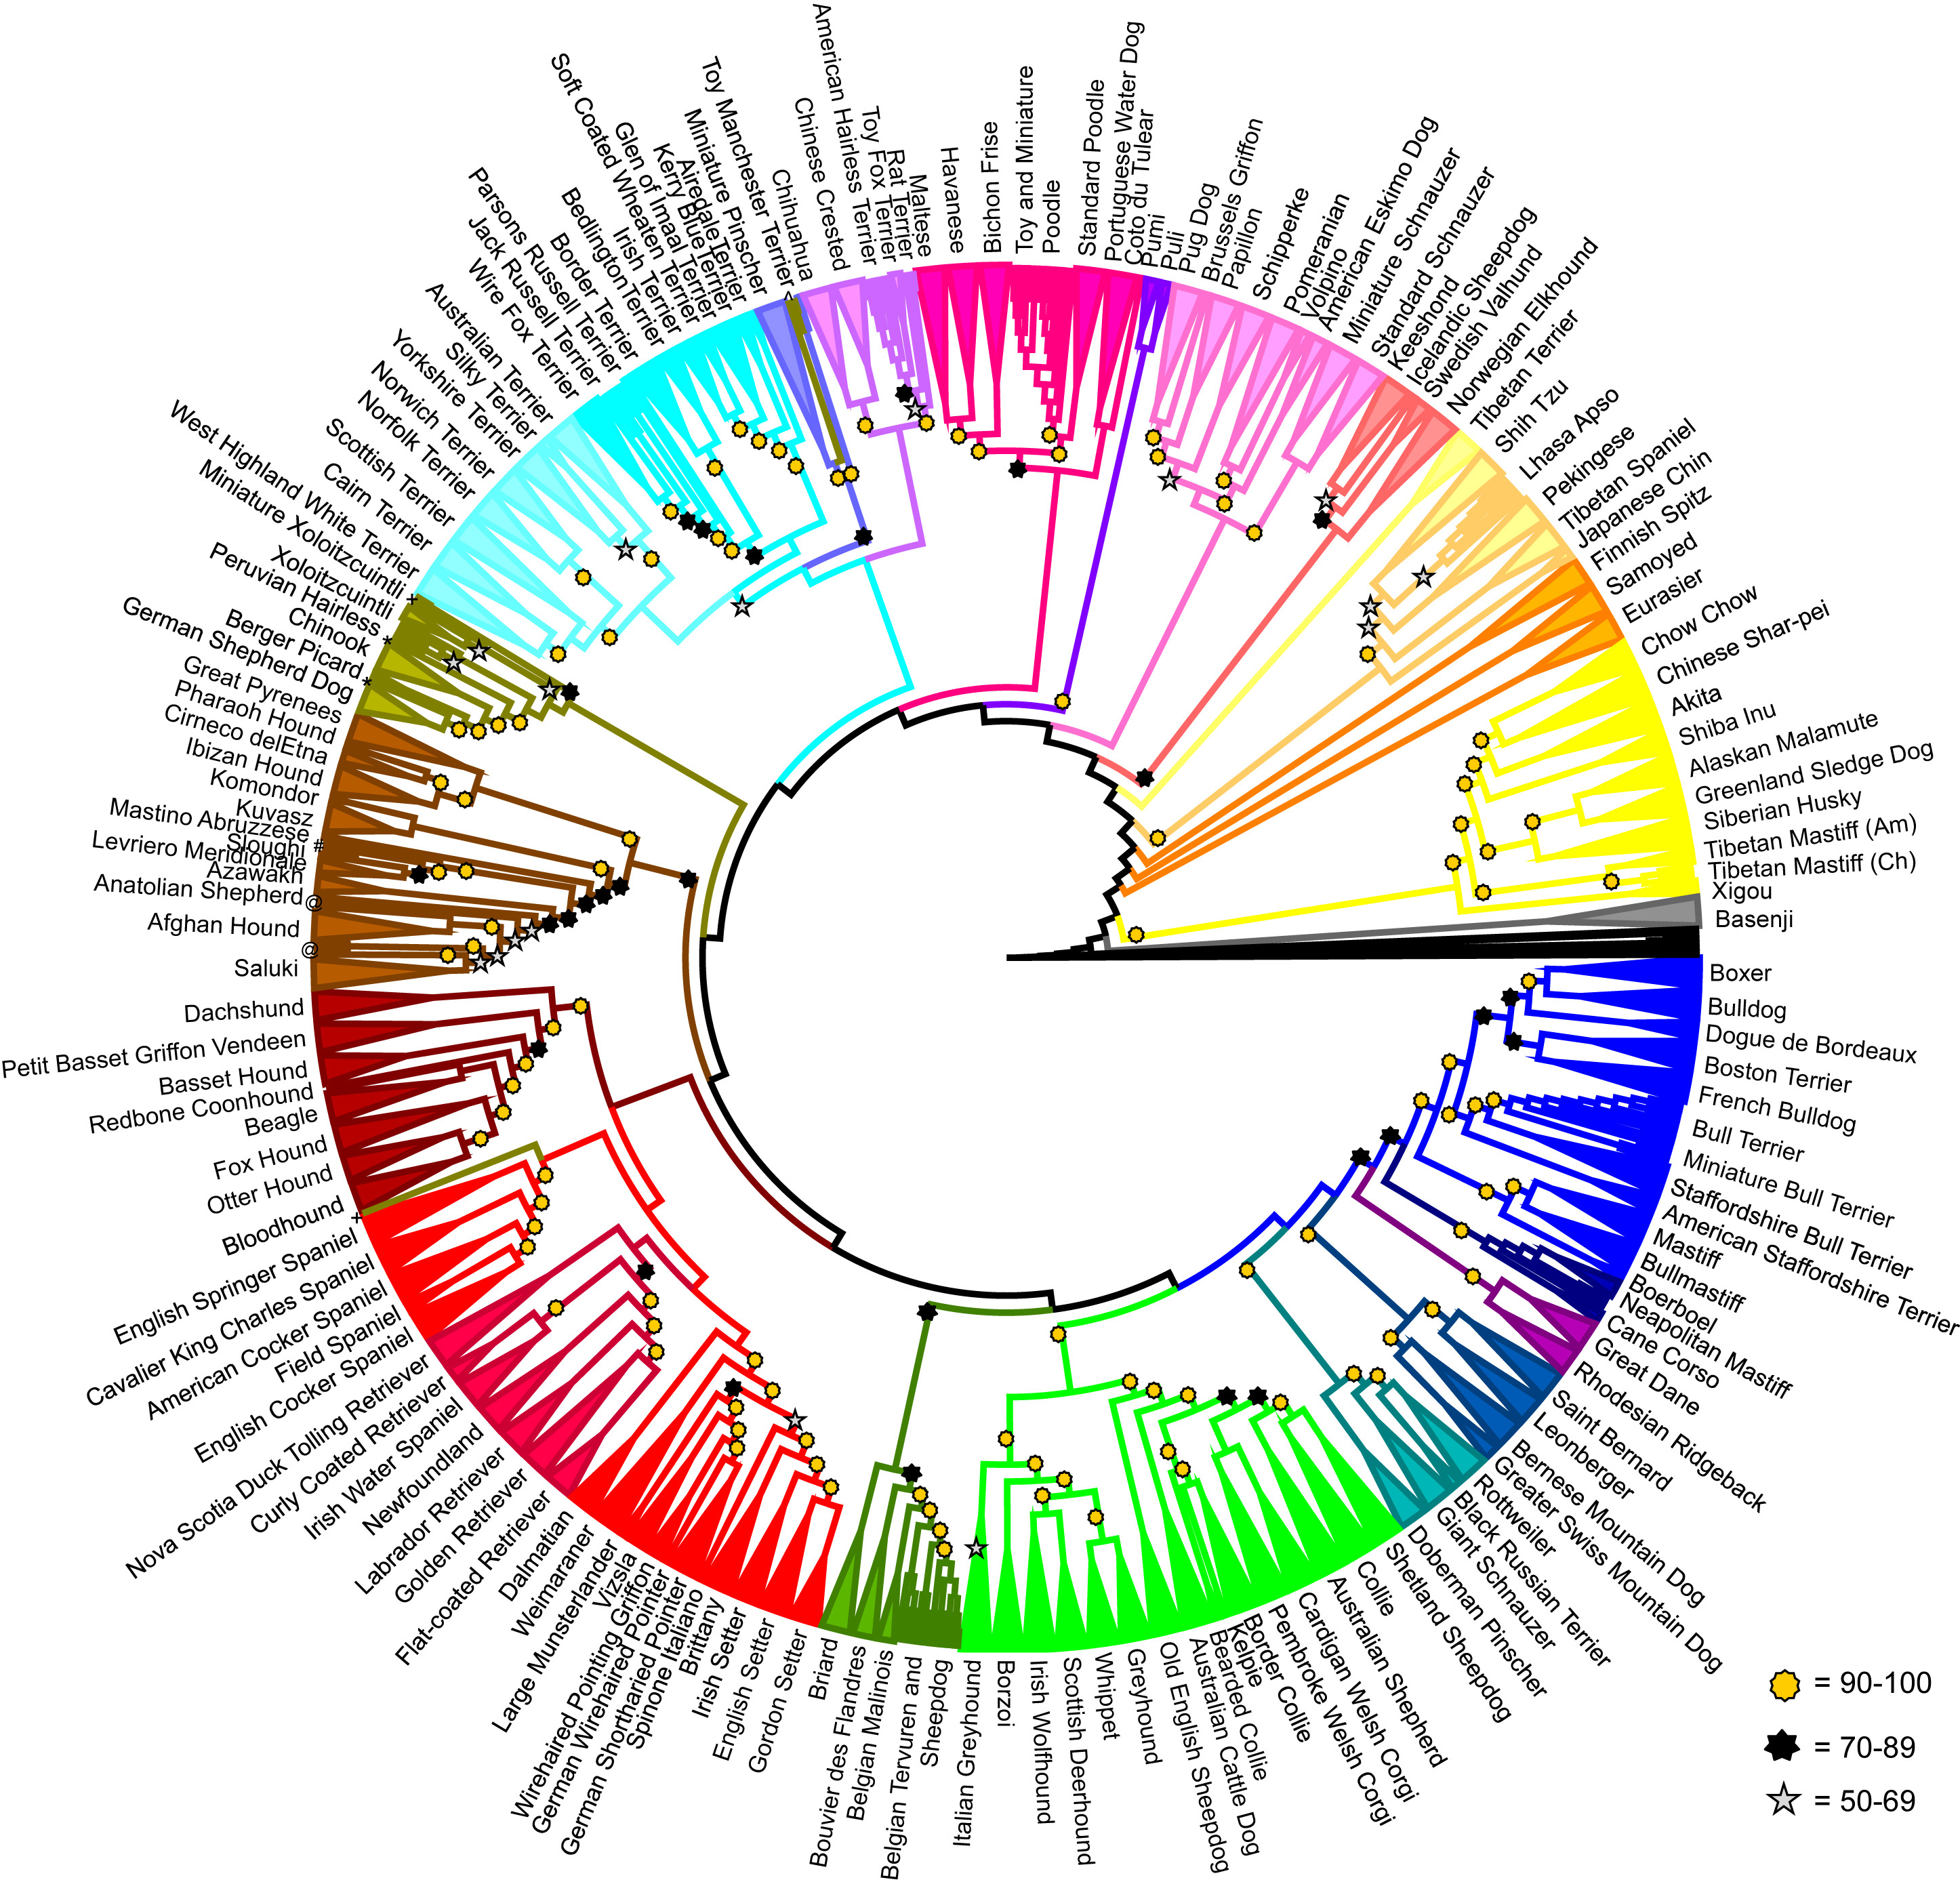 American Hairless Terrier
Toy Fox Terrier
Rat Terrier
Maltese
Havanese
Bichon Frise
Toy and Miniature
Poodle
Standard Poodle
Portuguese Water Dog
Coto du Tulear
Pumi
Puli
Pug Dog
Brussels Griffon
Papillon
Schipperke
Pomeranian
Volpino
American Eskimo Dog
Miniature Schnauzer
Standard Schnauzer
Keeshond
Icelandic Sheepdog
Swedish Valhund
Norwegian Elkhound
Tibetan Terrier
Shih Tzu
Lhasa Apso
Pekingese
Tibetan Spaniel
Japanese Chin
Finnish Spitz
Samoyed
Eurasier
Chow Chow
Chinese Shar-pei
Akita
Shiba Inu
Alaskan Malamute
Greenland Sledge Dog
Siberian Husky
Tibetan Mastiff (Am)
Tibetan Mastiff (Ch)
Xigou
Basenji
Boxer
Bulldog
Dogue de Bordeaux
Boston Terrier
French Bulldog
Bull Terrier
Miniature Bull Terrier
Staffordshire Bull Terrier
American Staffordshire Terrier
Mastiff
Bullmastiff
Boerboel
Neapolitan Mastiff
Cane Corso
Great Dane
Rhodesian Ridgeback
Saint Bernard
Leonberger
Bernese Mountain Dog
Greater Swiss Mountain Dog
Rottweiler
Black Russian Terrier
Giant Schnauzer
Doberman Pinscher
Shetland Sheepdog
Collie
Australian Shepherd
Cardigan Welsh Corgi
Pembroke Welsh Corgi
Border Collie
Kelpie
Bearded Collie
Australian Cattle Dog
Old English Sheepdog
Greyhound
Whippet
Scottish Deerhound
Irish Wolfhound
Borzoi
Italian Greyhound
Belgian Tervuren and
Sheepdog
Belgian Malinois
Bouvier des Flandres
Briard
Gordon Setter
English Setter
Irish Setter
Brittany
Spinone Italiano
German Shorthaired Pointer
German Wirehaired Pointer
Wirehaired Pointing Griffon
Vizsla
Large Munsterlander
Weimaraner
Dalmatian
Flat-coated Retriever
Golden Retriever
Labrador Retriever
Newfoundland
Irish Water Spaniel
Curly Coated Retriever
Nova Scotia Duck Tolling Retriever
English Cocker Spaniel
Field Spaniel
American Cocker Spaniel
Cavalier King Charles Spaniel
English Springer Spaniel
+
Bloodhound
Otter Hound
Fox Hound
Beagle
Redbone Coonhound
Basset Hound
Petit Basset Griffon Vendeen
Dachshund
Saluki
@
Afghan Hound
Anatolian Shepherd @
Azawakh
Levriero Meridionale
Sloughi #
Mastino Abruzzese
Kuvasz
Komondor
Ibizan Hound
Cirneco delEtna
Pharaoh Hound
Great Pyrenees
German Shepherd Dog *
Berger Picard
Chinook *
Peruvian Hairless
Xoloitzcuintli
Miniature Xoloitzcuintli +
West Highland White Terrier
Cairn Terrier
Scottish Terrier
Norfolk Terrier
Norwich Terrier
Yorkshire Terrier
Silky Terrier
Australian Terrier
Wire Fox Terrier
Jack Russell Terrier
Parsons Russell Terrier
Border Terrier
BedlingtonTerrier
Irish Terrier
Soft Coated Wheaten Terrier
Glen of Imaal Terrier
Kerry Blue Terrier
Airedale Terrier
Miniature Pinscher
Toy Manchester Terrier ^
Chihuahua
Chinese Crested
= 90-100
= 70-89
= 50-69